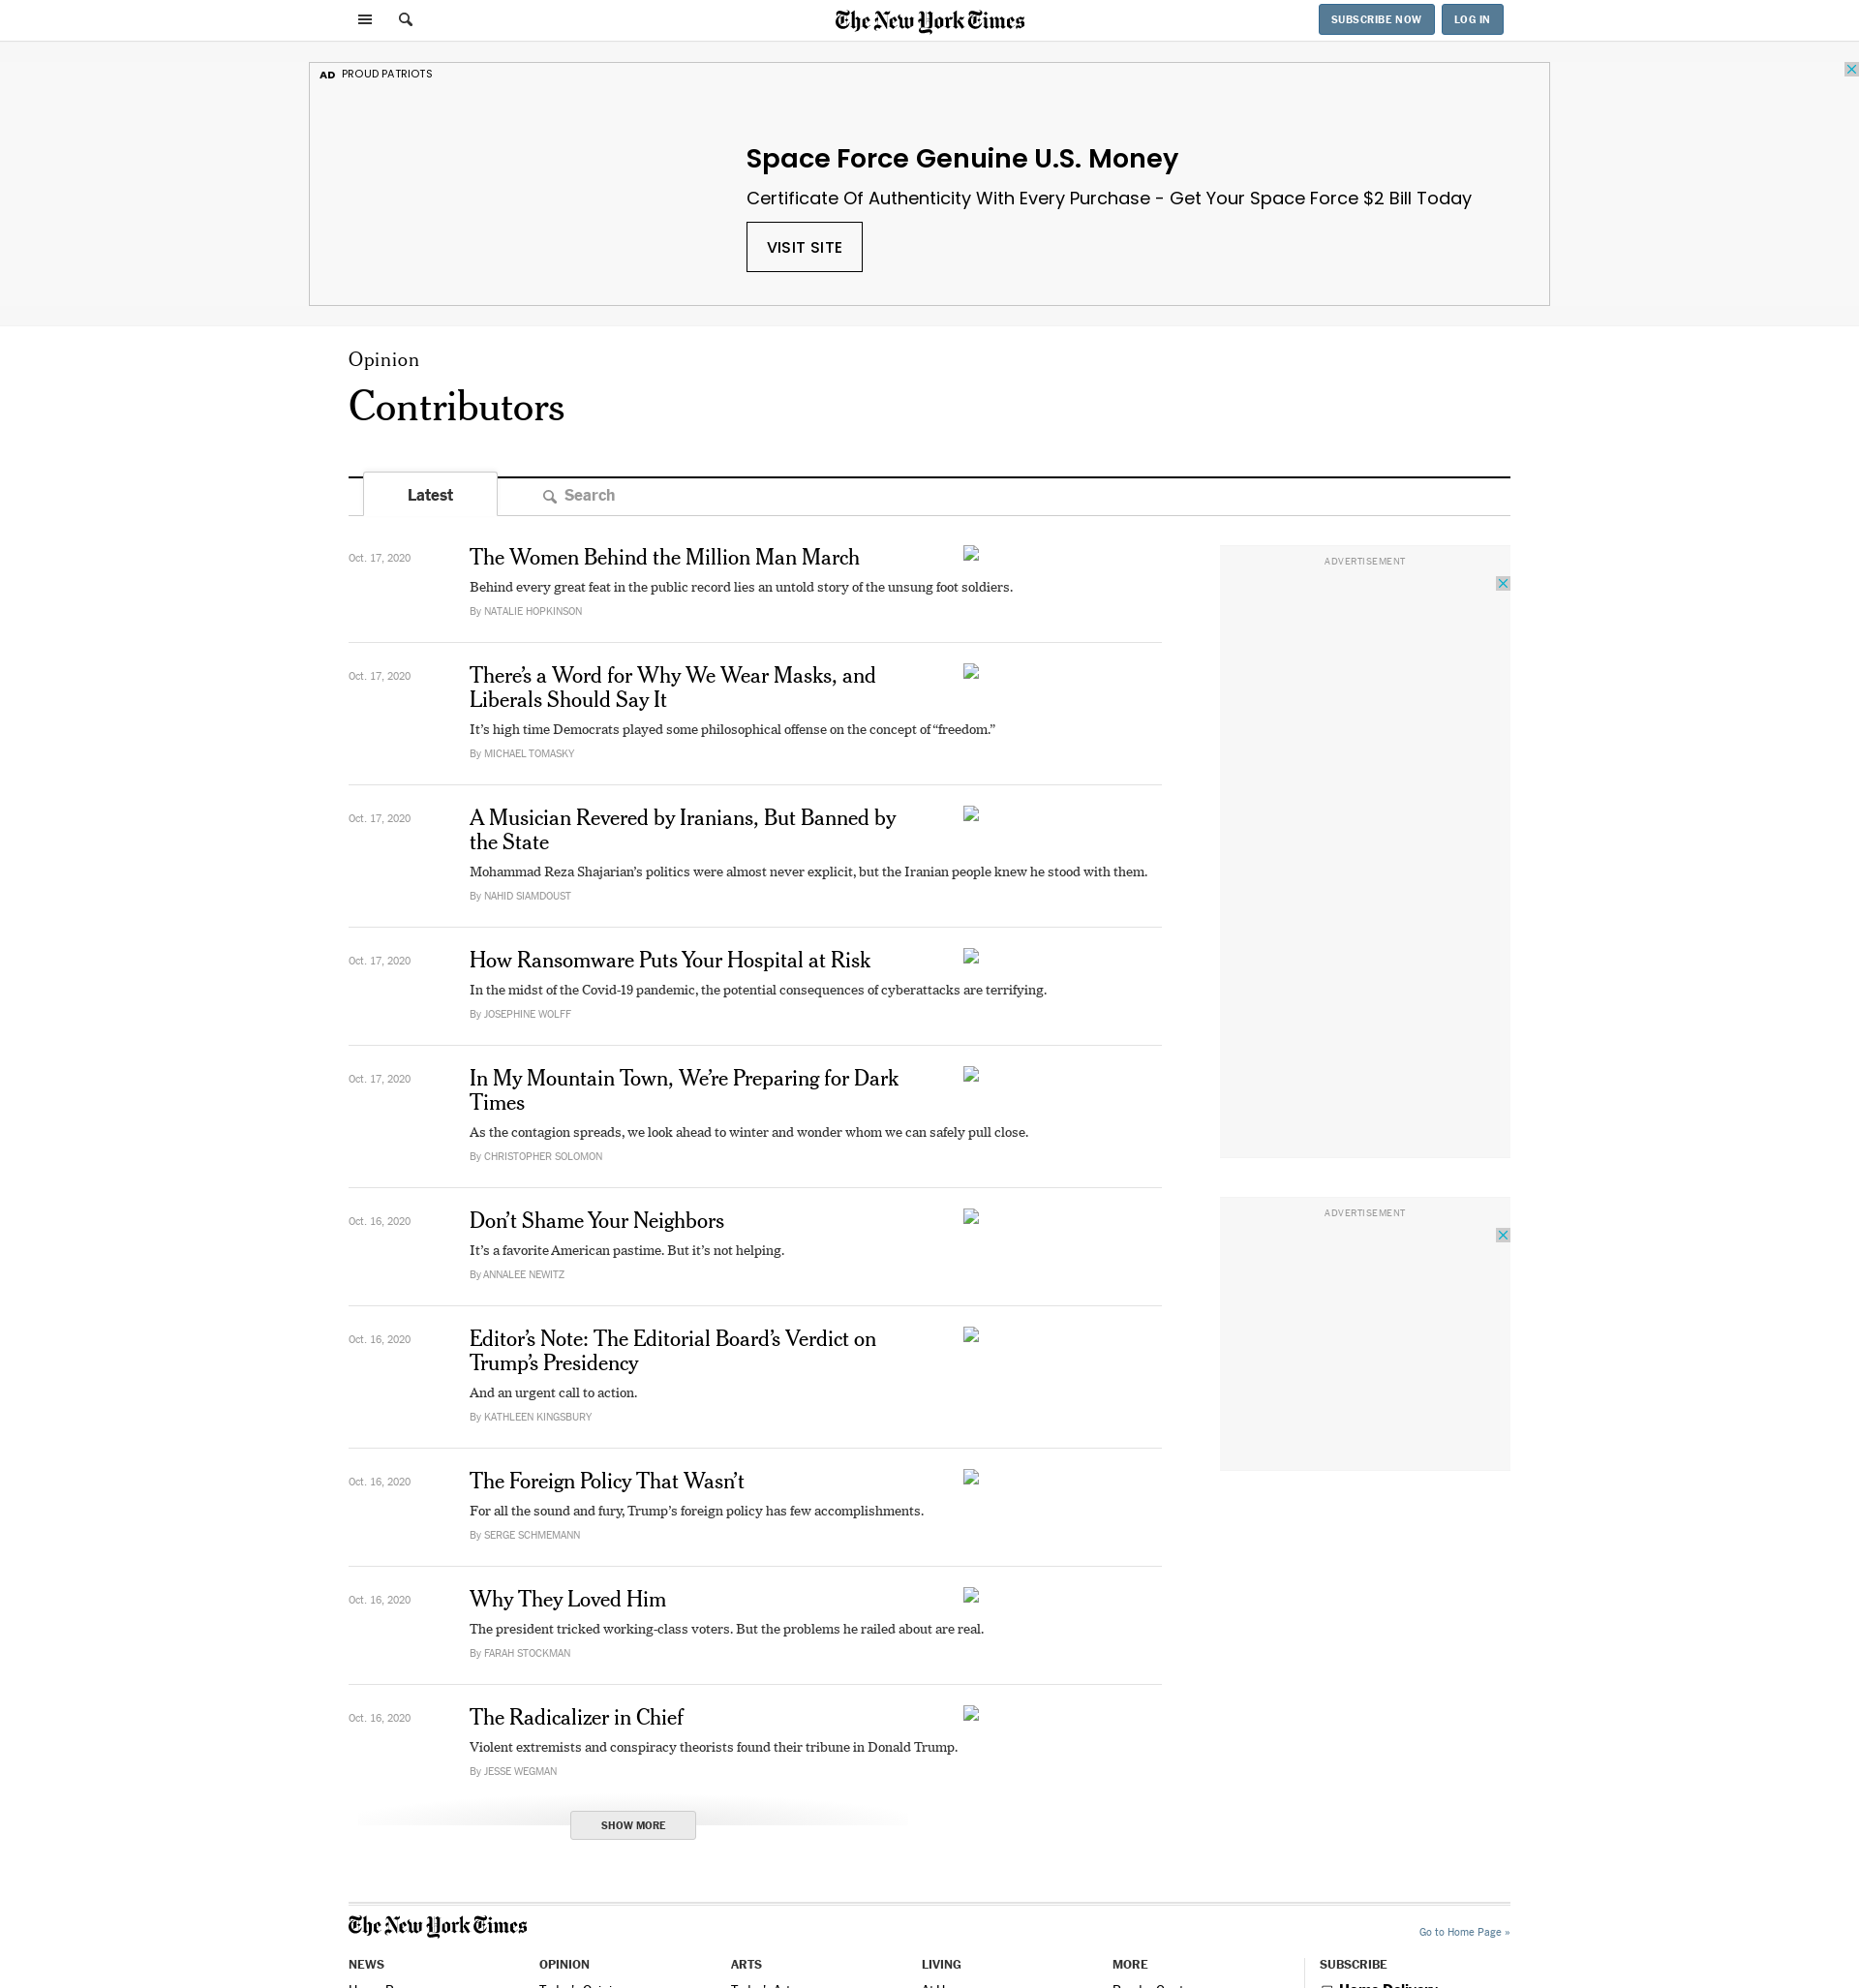 The New York Times
SUBSCRIBE NOW
LOG IN
AD PROUD PATRIOTS
Space Force Genuine U.S. Money
Certificate Of Authenticity With Every Purchase - Get Your Space Force $2 Bill Today
VISIT SITE
Opinion
Contributors
Latest
Search
Oct. 17, 2020
The Women Behind the Million Man March
Behind every great feat in the public record lies an untold story of the unsung foot soldiers.
By NATALIE HOPKINSON
Oct. 17, 2020
There’s a Word for Why We Wear Masks, and
Liberals Should Say It
It’s high time Democrats played some philosophical offense on the concept of “freedom.”
By MICHAEL TOMASKY
Oct. 17, 2020
A Musician Revered by Iranians, But Banned by
the State
Mohammad Reza Shajarian’s politics were almost never explicit, but the Iranian people knew he stood with them.
By NAHID SIAMDOUST
Oct. 17, 2020
How Ransomware Puts Your Hospital at Risk
In the midst of the Covid-19 pandemic, the potential consequences of cyberattacks are terrifying.
By JOSEPHINE WOLFF
Oct. 17, 2020
In My Mountain Town, We’re Preparing for Dark
Times
As the contagion spreads, we look ahead to winter and wonder whom we can safely pull close.
By CHRISTOPHER SOLOMON
Oct. 16, 2020
Don’t Shame Your Neighbors
It’s a favorite American pastime. But it’s not helping.
By ANNALEE NEWITZ
Oct. 16, 2020
Editor’s Note: The Editorial Board’s Verdict on
Trump’s Presidency
And an urgent call to action.
By KATHLEEN KINGSBURY
Oct. 16, 2020
The Foreign Policy That Wasn’t
For all the sound and fury, Trump’s foreign policy has few accomplishments.
By SERGE SCHMEMANN
Oct. 16, 2020
Why They Loved Him
The president tricked working-class voters. But the problems he railed about are real.
By FARAH STOCKMAN
Oct. 16, 2020
The Radicalizer in Chief
Violent extremists and conspiracy theorists found their tribune in Donald Trump.
By JESSE WEGMAN
SHOW MORE
ADVERTISEMENT
ADVERTISEMENT
The New York Times
Go to Home Page »
NEWS
OPINION
ARTS
LIVING
MORE
SUBSCRIBE